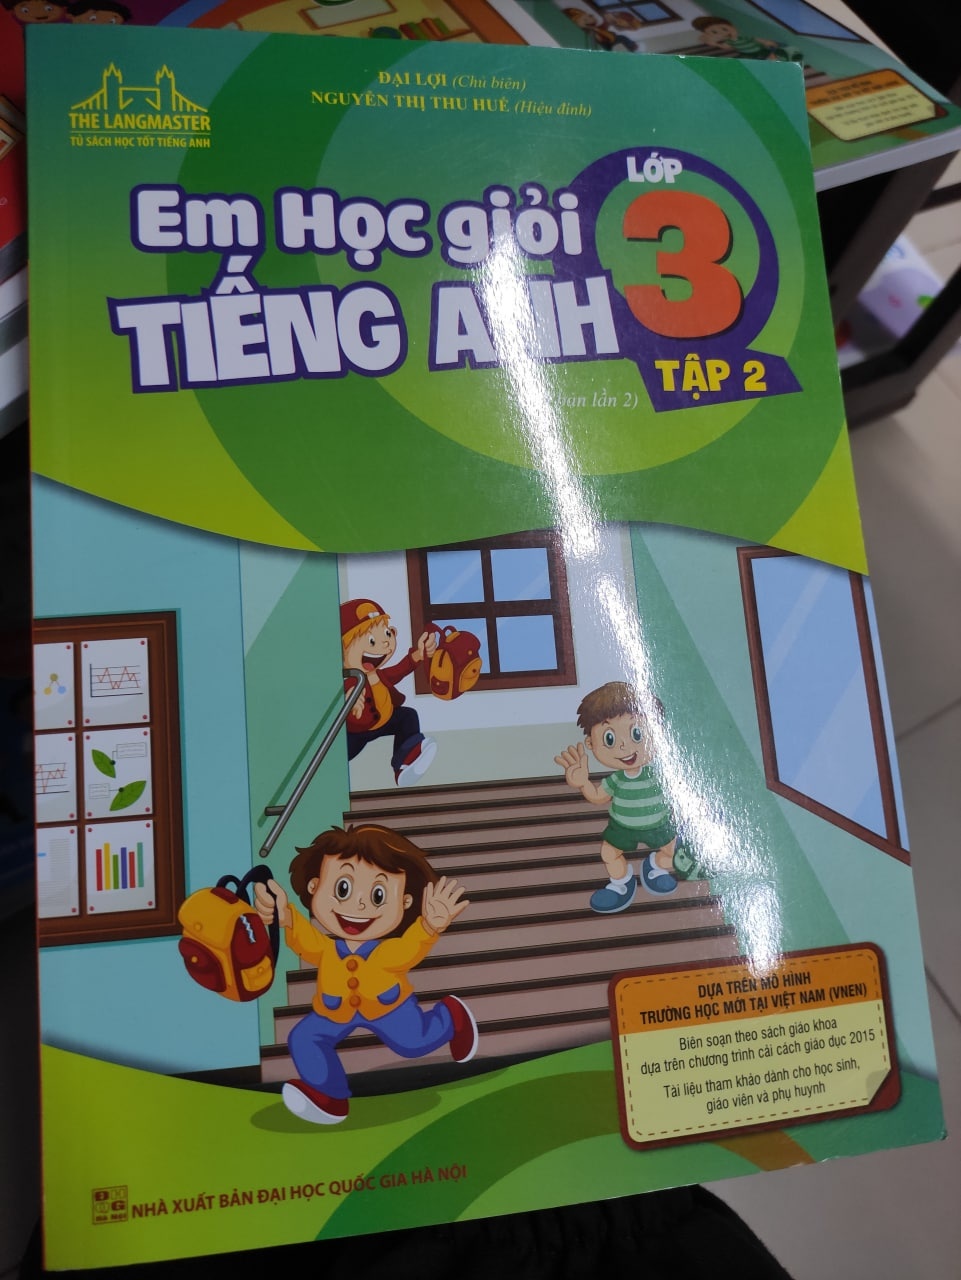 THE LANGMASTER
TỦ SÁCH HỌC TỐT TIẾNG ANH
ĐẠI LỢI (Chủ biên)
NGUYỄN THỊ THU HUẾ (Hiệu đính)
Em Học giỏi
TIẾNG ANH
LỚP
3
TẬP 2
bản lần 2)
DỰA TRÊN MÔ HÌNH
TRƯỜNG HỌC MỚI TẠI VIỆT NAM (VNEN)
Biên soạn theo sách giáo khoa
dựa trên chương trình cải cách giáo dục 2015
Tài liệu tham khảo dành cho học sinh,
giáo viên và phụ huynh
NHÀ XUẤT BẢN ĐẠI HỌC QUỐC GIA HÀ NỘI